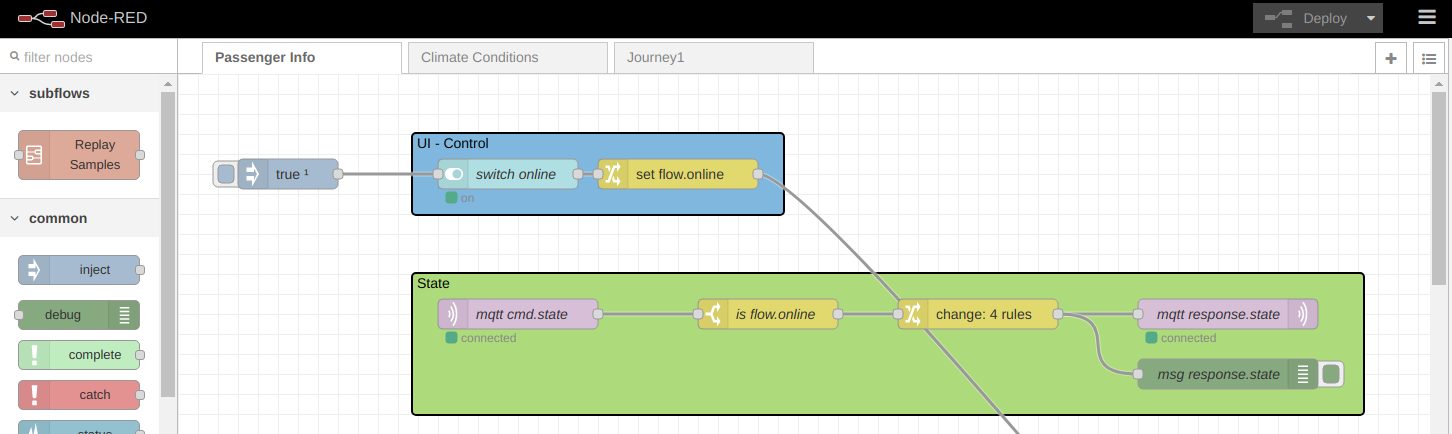 Node-RED
Deploy
filter nodes
Passenger Info
Climate Conditions
Journey1
subflows
Replay
Samples
common
inject
debug
complete
catch
status
true ¹
UI - Control
switch online
set flow.online
on
State
mqtt cmd.state
is flow.online
change: 4 rules
mqtt response.state
connected
connected
msg response.state